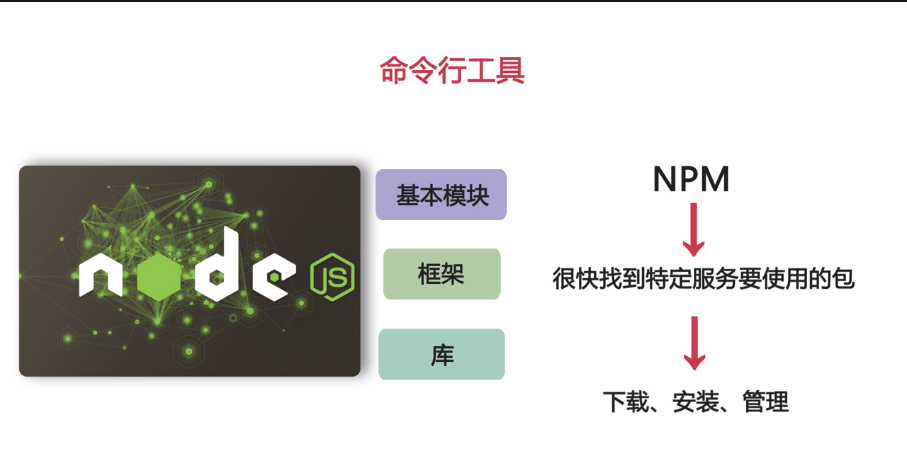 命令行工具
node
JS
基本模块
框架
库
NPM
很快找到特定服务要使用的包
下载、安装、管理